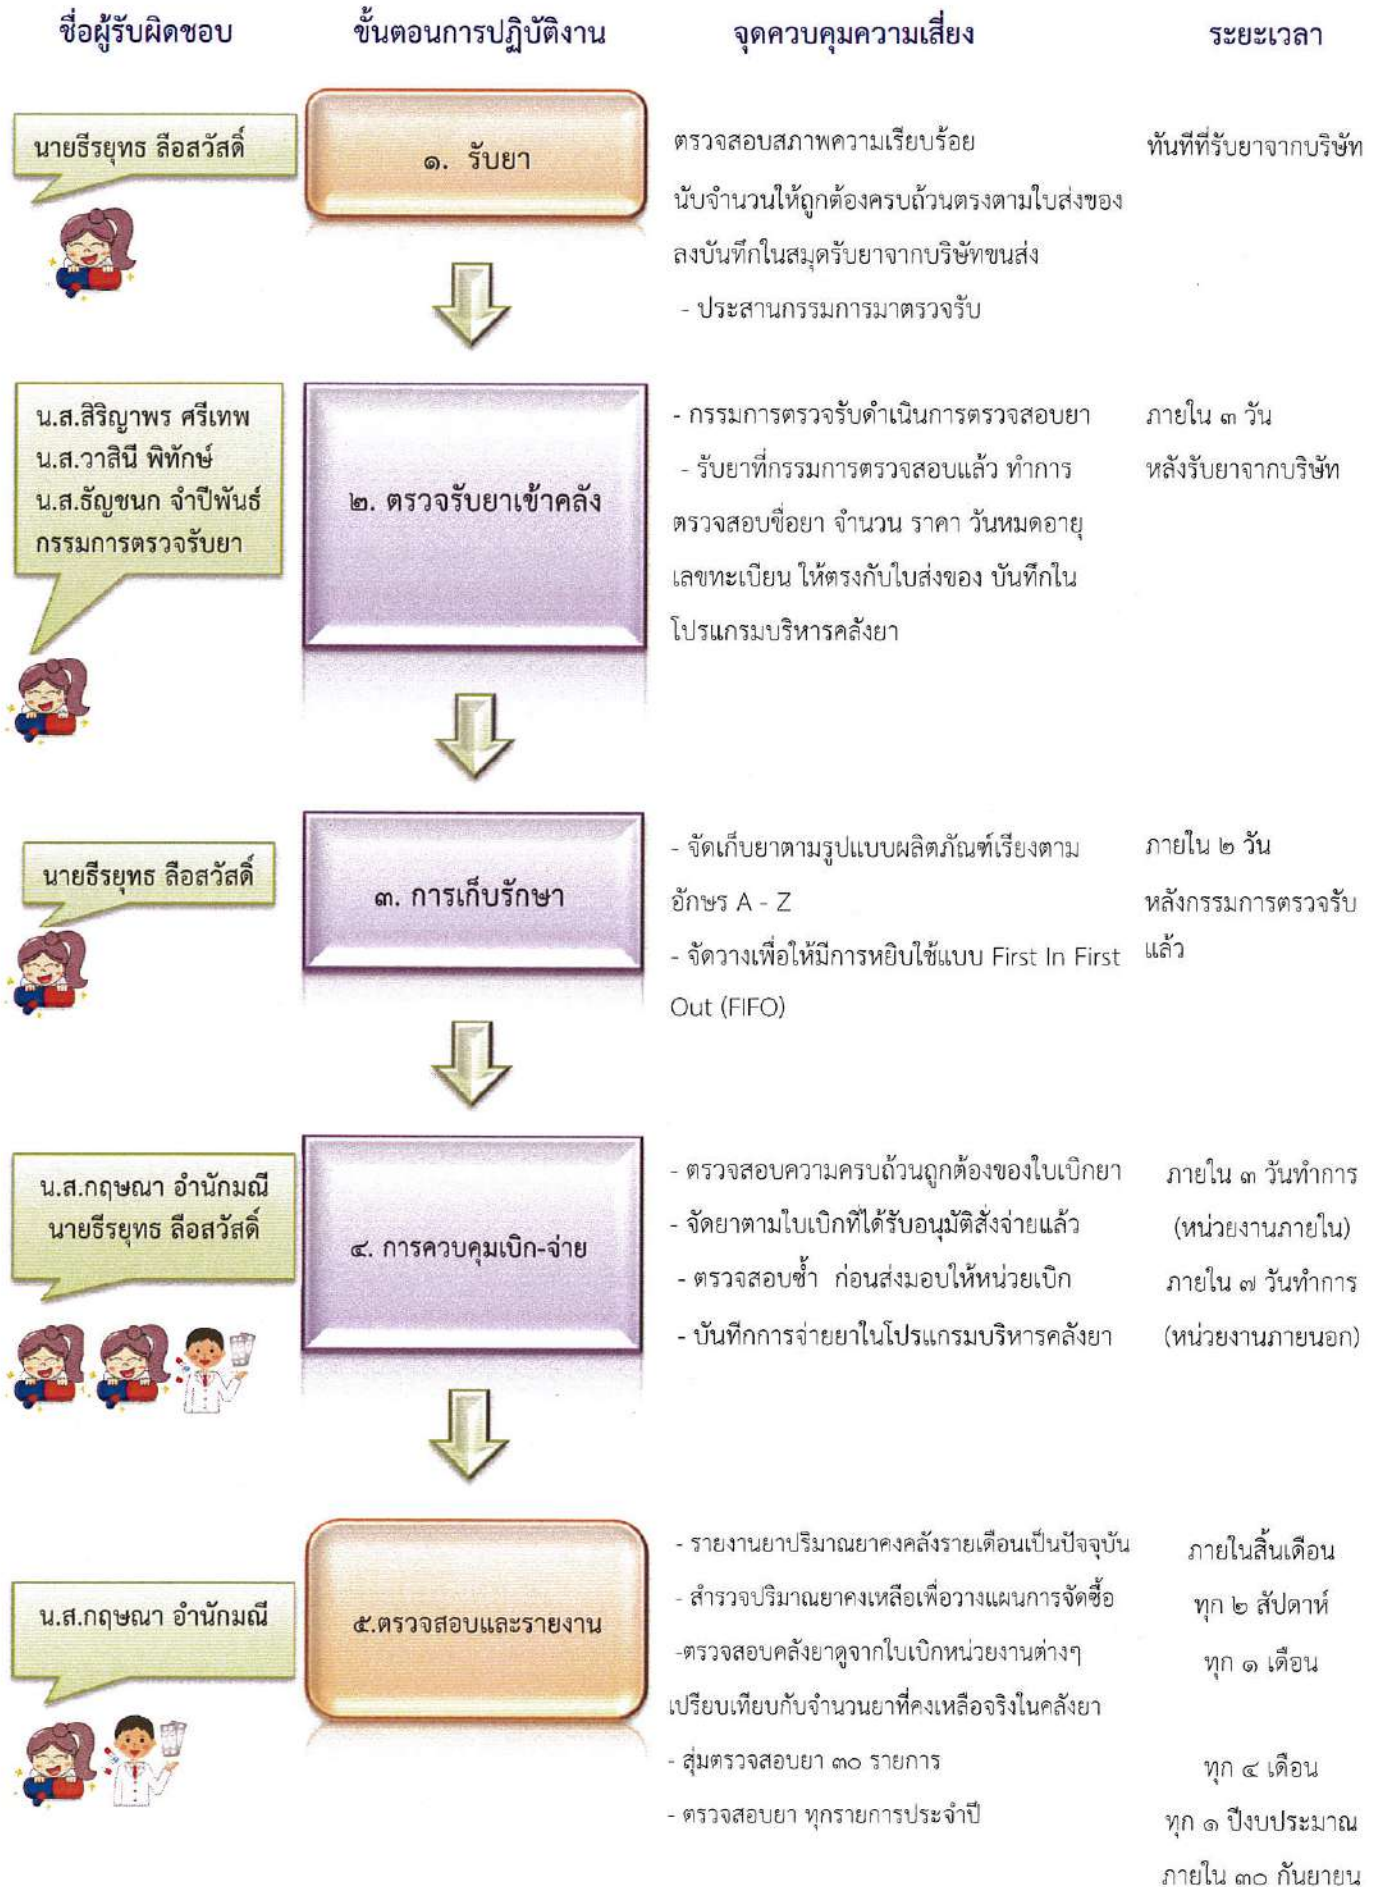 ชื่อผู้รับผิดชอบ
ขั้นตอนการปฏิบัติงาน
จุดควบคุมความเสี่ยง
ระยะเวลา
นายธีรยุทธ ลือสวัสดิ์
๑. รับยา
ตรวจสอบสภาพความเรียบร้อย
นับจำนวนให้ถูกต้องครบถ้วนตรงตามใบส่งของ
ลงบันทึกในสมุดรับยาจากบริษัทขนส่ง
- ประสานกรรมการมาตรวจรับ
ทันทีที่รับยาจากบริษัท
น.ส.สิริญาพร ศรีเทพ
น.ส.วาสินี พิทักษ์
น.ส.ธัญชนก จำปีพันธ์
กรรมการตรวจรับยา
๒. ตรวจรับยาเข้าคลัง
- กรรมการตรวจรับดำเนินการตรวจสอบยา
- รับยาที่กรรมการตรวจสอบแล้ว ทำการ
ตรวจสอบชื่อยา จำนวน ราคา วันหมดอายุ
เลขทะเบียน ให้ตรงกับใบส่งของ บันทึกใน
โปรแกรมบริหารคลังยา
ภายใน ๓ วัน
หลังรับยาจากบริษัท
นายธีรยุทธ ลือสวัสดิ์
๓. การเก็บรักษา
- จัดเก็บยาตามรูปแบบผลิตภัณฑ์เรียงตาม
อักษร A - Z
- จัดวางเพื่อให้มีการหยิบใช้แบบ First In First
Out (FIFO)
ภายใน ๒ วัน
หลังกรรมการตรวจรับ
แล้ว
น.ส.กฤษณา อำนักมณี
นายธีรยุทธ ลือสวัสดิ์
๔. การควบคุมเบิก-จ่าย
- ตรวจสอบความครบถ้วนถูกต้องของใบเบิกยา
- จัดยาตามใบเบิกที่ได้รับอนุมัติสั่งจ่ายแล้ว
- ตรวจสอบซ้ำ ก่อนส่งมอบให้หน่วยเบิก
- บันทึกการจ่ายยาในโปรแกรมบริหารคลังยา
ภายใน ๓ วันทำการ
(หน่วยงานภายใน)
ภายใน ๗ วันทำการ
(หน่วยงานภายนอก)
น.ส.กฤษณา อำนักมณี
๕.ตรวจสอบและรายงาน
- รายงานยาปริมาณยาคงคลังรายเดือนเป็นปัจจุบัน
- สำรวจปริมาณยาคงเหลือเพื่อวางแผนการจัดซื้อ
-ตรวจสอบคลังยาดูจากใบเบิกหน่วยงานต่างๆ
เปรียบเทียบกับจำนวนยาที่คงเหลือจริงในคลังยา
- สุ่มตรวจสอบยา ๓๐ รายการ
- ตรวจสอบยา ทุกรายการประจำปี
ภายในสิ้นเดือน
ทุก ๒ สัปดาห์
ทุก ๑ เดือน
ทุก ๔ เดือน
ทุก ๑ ปีงบประมาณ
ภายใน ๓๐ กันยายน